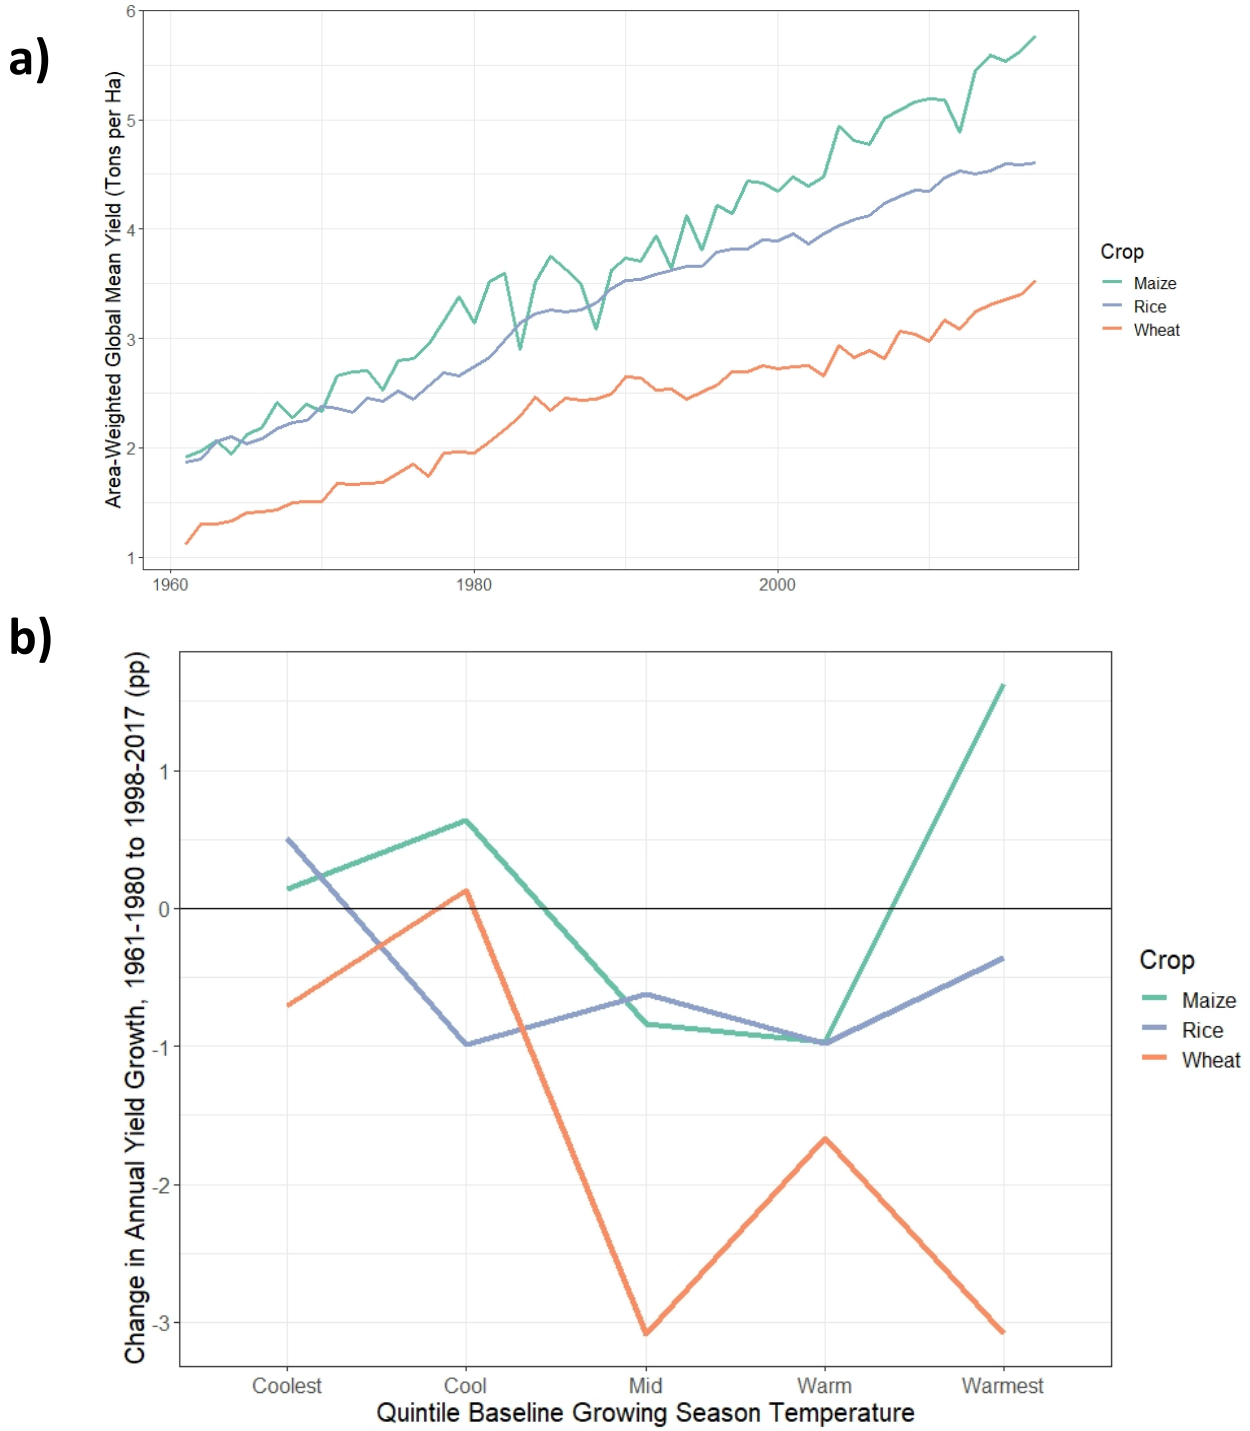 a)
Area-Weighted Global Mean Yield (Tons per Ha)
6
5
4
3
2
1
1960 1980 2000
Crop
Maize
Rice
Wheat
b)
Change in Annual Yield Growth, 1961-1980 to 1998-2017 (pp)
1
0
-1
-2
-3
Coolest Cool Mid Warm Warmest
Quintile Baseline Growing Season Temperature
Crop
Maize
Rice
Wheat